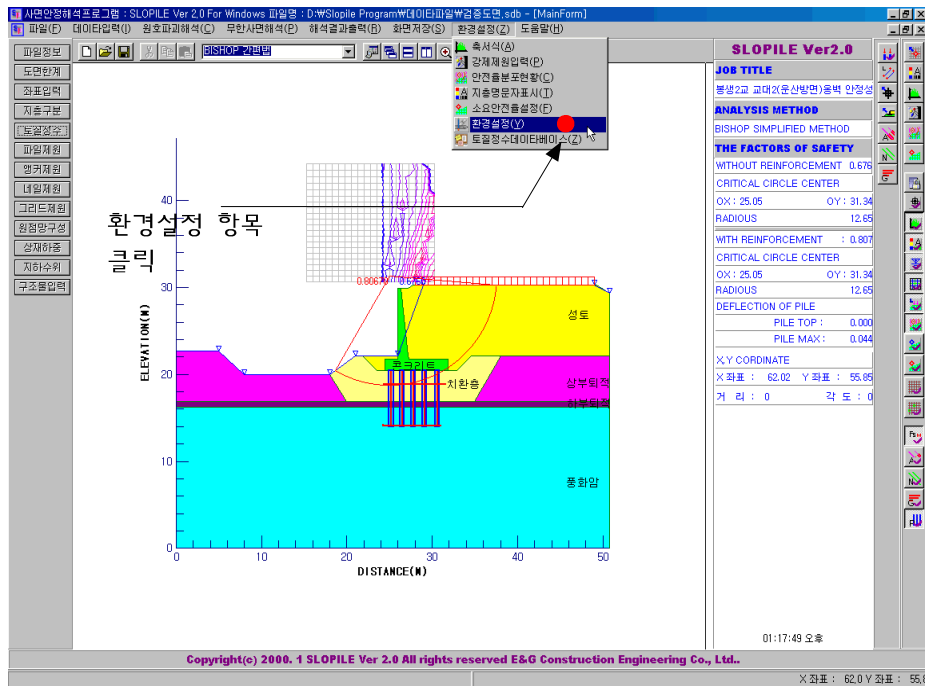 사면안정해석프로그램 : SLOPILE Ver 2,0 For Windows 파일명 : D:₩Slopile Program₩데이타파일₩검증도면,sdb - [MainForm]
파일(F) 데이타입력(I) 원호파괴해석(C) 무한사면해석(P) 해석결과출력(R) 화면저장(S) 환경설정(Z) 도움말(H)
BISHOP 간편법
축서식(A)
강제제원입력(P)
안전율분포현황(C)
지층명문자표시(T)
소요안전율설정(F)
환경설정(Y)
토질정수데이타베이스(Z)
파일정보
도면한계
좌표입력
지층구분
토질정수
파일제원
앵커제원
네일제원
그리드제원
원점망구성
상재하중
지하수위
구조물입력
환경설정 항목
클릭
ELEVATION(M)
40
30
20
10
0
0 10 20 30 40 50
DISTANCE(M)
성토
콘크리트
치환층
상부퇴적
하부퇴적
풍화암
SLOPILE Ver2.0
JOB TITLE
봉생2교 교대2(운산방면)옹벽 안정성
ANALYSIS METHOD
BISHOP SIMPLIFIED METHOD
THE FACTORS OF SAFETY
WITHOUT REINFORCEMENT 0.676
CRITICAL CIRCLE CENTER
OX : 25.05 OY : 31.34
RADIOUS 12.65
WITH REINFORCEMENT : 0.807
CRITICAL CIRCLE CENTER
OX : 25.05 OY : 31.34
RADIOUS 12.65
DEFLECTION OF PILE
PILE TOP : 0.000
PILE MAX : 0.044
X,Y CORDINATE
X 좌표 : 62.02 Y 좌표 : 55.85
거 리 : 0 각 도 : 0
01:17:49 오후
Copyright(c) 2000. 1 SLOPILE Ver 2.0 All rights reserved E&G Construction Engineering Co., Ltd..
X 좌표 : 62,0 Y 좌표 : 55,8